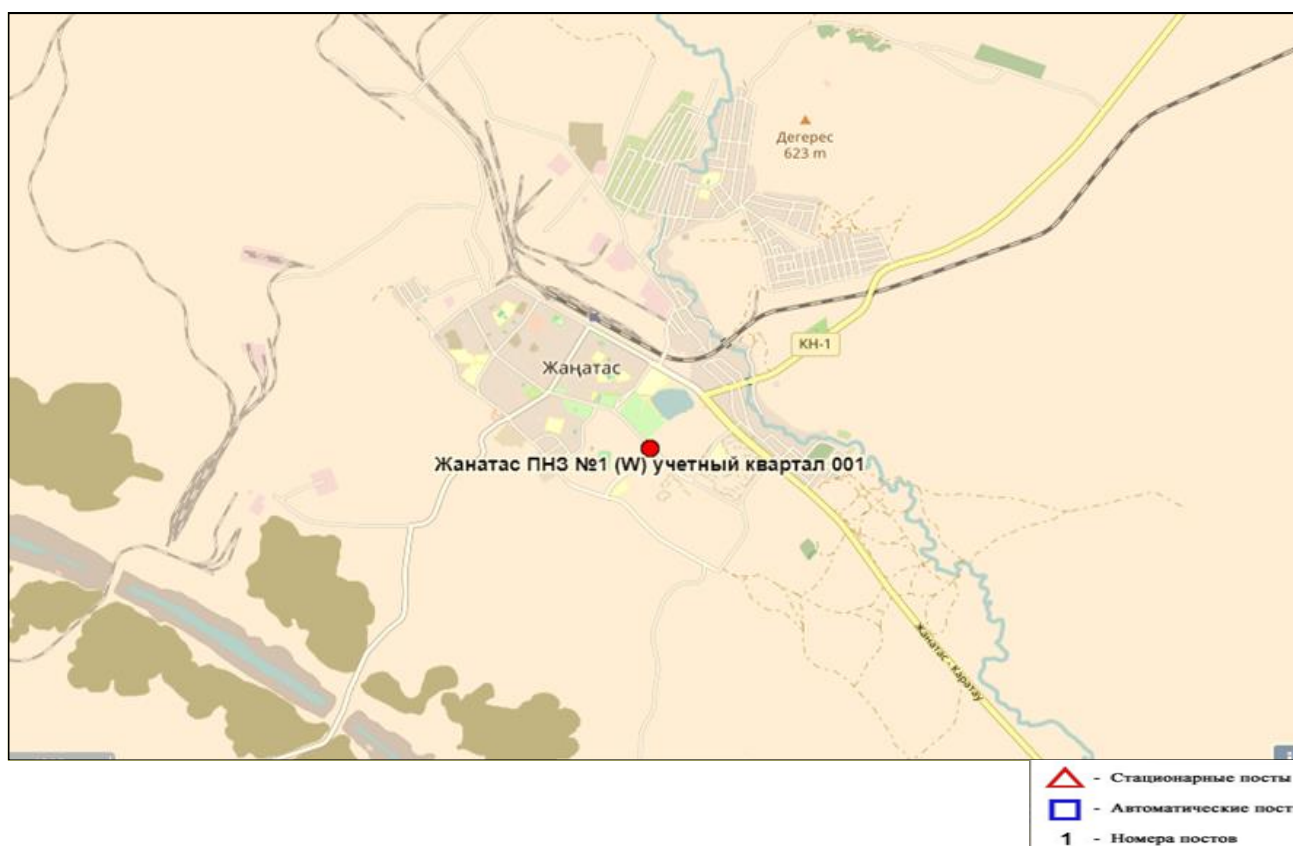 Дегерес
623 m
КН-1
Жаңатас
Жанатас ПНЗ №1 (W) учетный квартал 001
Жанатас - Каратау
- Стационарные посты
- Автоматические пост
1 - Номера постов